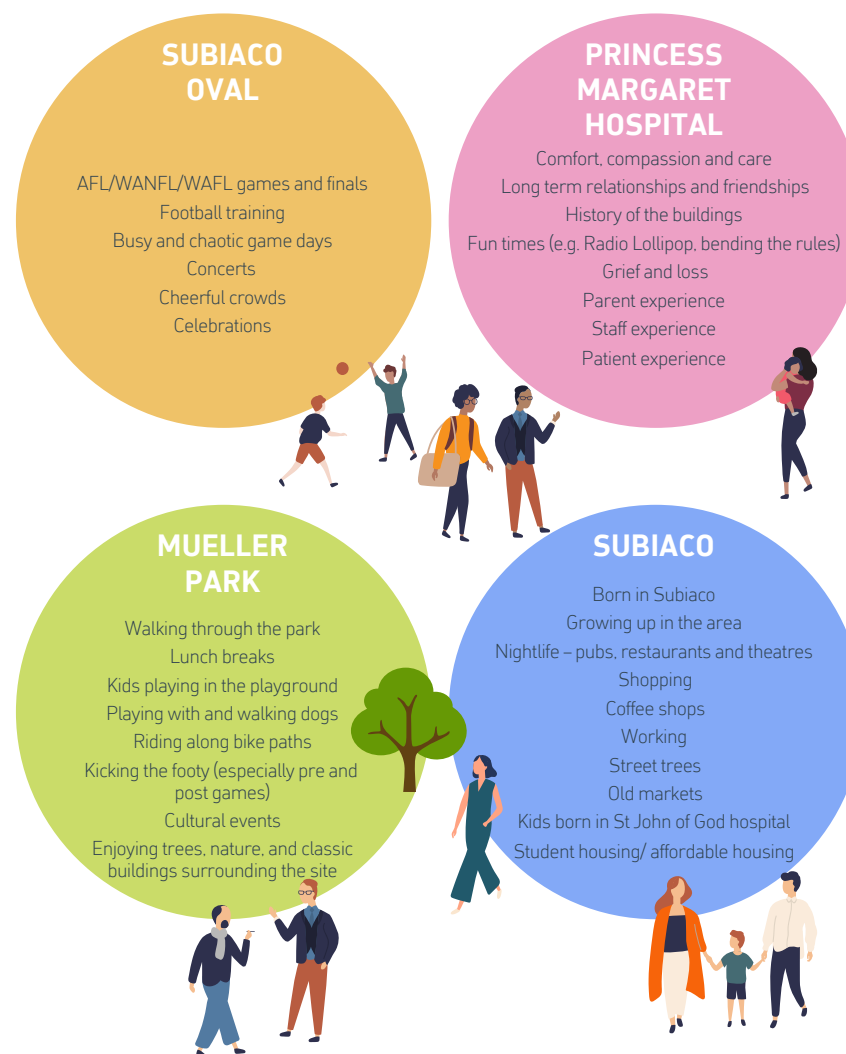 SUBIACO
OVAL
AFL/WANFL/WAFL games and finals
Football training
Busy and chaotic game days
Concerts
Cheerful crowds
Celebrations
PRINCESS
MARGARET
HOSPITAL
Comfort, compassion and care
Long term relationships and friendships
History of the buildings
Fun times (e.g. Radio Lollipop, bending the rules)
Grief and loss
Parent experience
Staff experience
Patient experience
MUELLER
PARK
Walking through the park
Lunch breaks
Kids playing in the playground
Playing with and walking dogs
Riding along bike paths
Kicking the footy (especially pre and
post games)
Cultural events
Enjoying trees, nature, and classic
buildings surrounding the site
SUBIACO
Born in Subiaco
Growing up in the area
Nightlife – pubs, restaurants and theatres
Shopping
Coffee shops
Working
Street trees
Old markets
Kids born in St John of God hospital
Student housing/ affordable housing